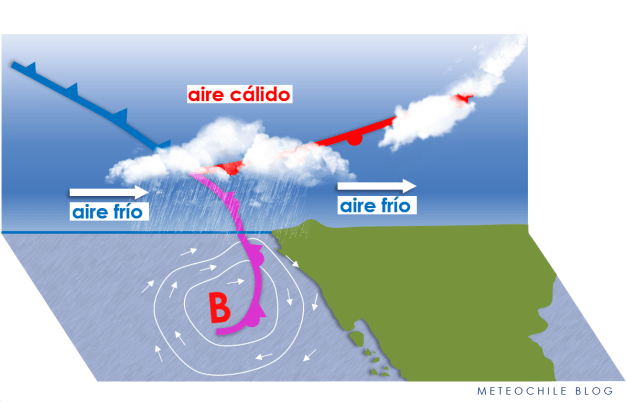 aire cálido
aire frío
aire frío
B
METEOCHILE BLOG